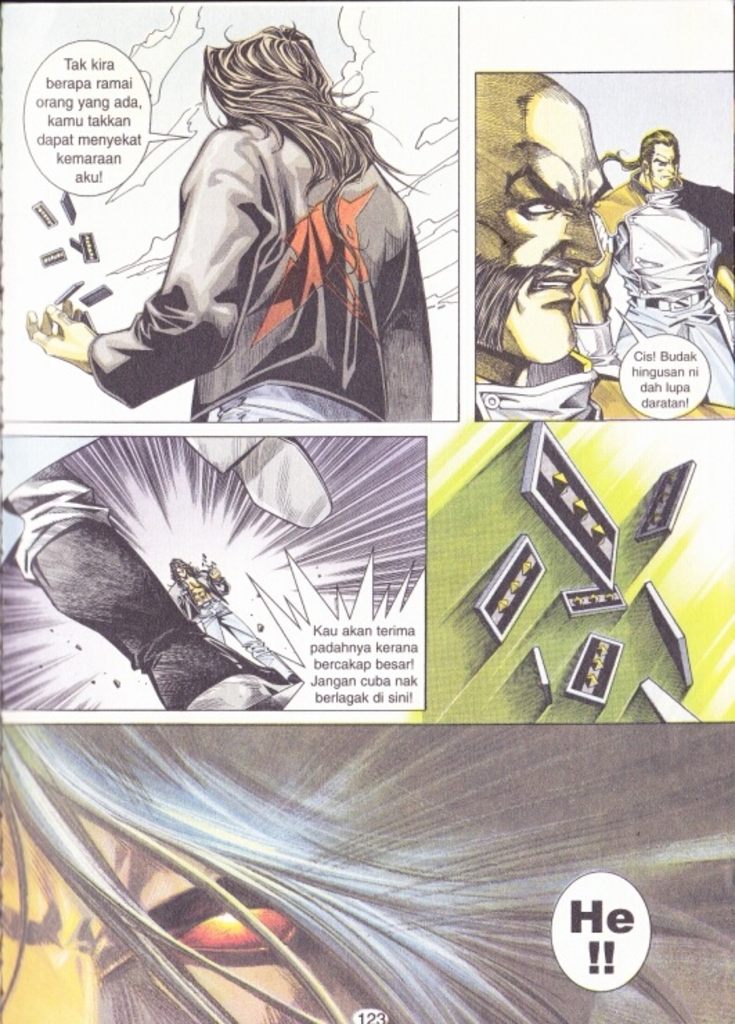 Tak kira
berapa ramai
orang yang ada,
kamu takkan
dapat menyekat
kemaraan
aku!
Cis! Budak
hingusan ni
dah lupa
daratan!
Kau akan terima
padahnya kerana
bercakap besar!
Jangan cuba nak
berlagak di sini!
He
!!
123